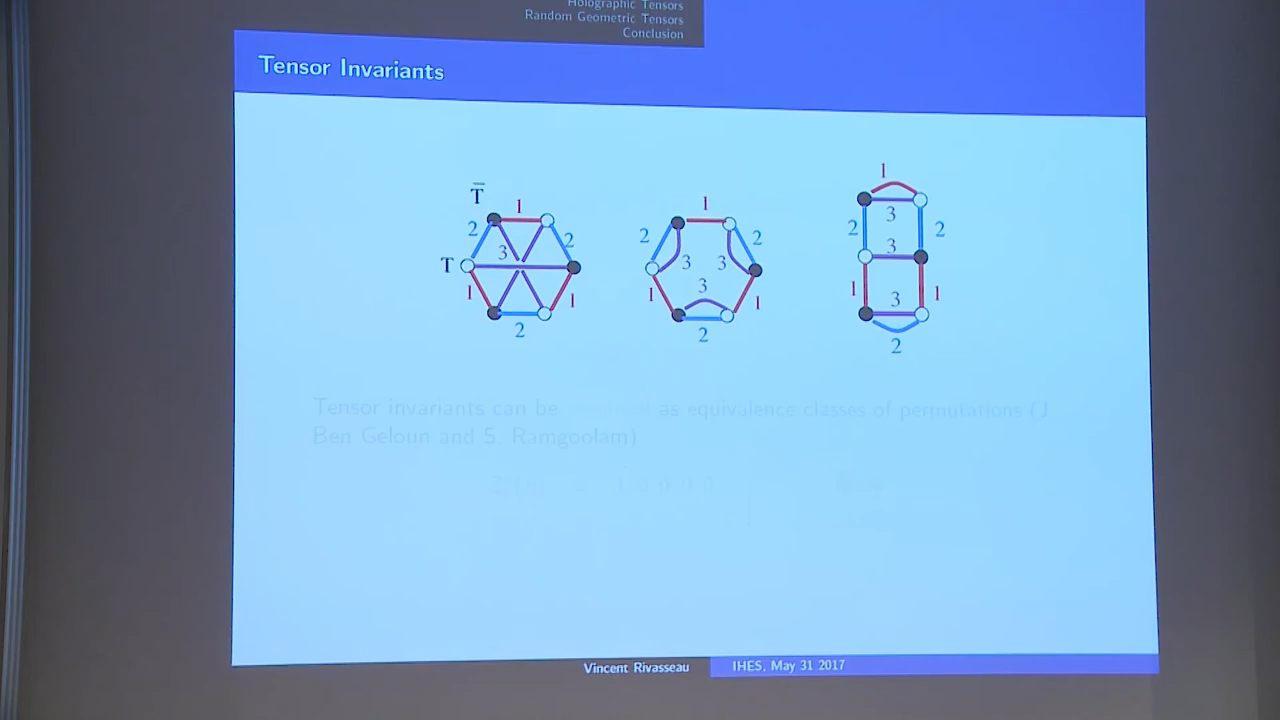 Holographic Tensors
Random Geometric Tensors
Conclusion
Tensor Invariants
T̄ 1
2 3 2
T
1 1
2
1
2 2
3 3
1 3 1
2
1
3
2 2
3
1 3 1
2
Tensor invariants can be as equivalence classes of permutations (J
Ben Geloun and S. Ramgoolam)
Vincent Rivasseau
IHES, May 31 2017